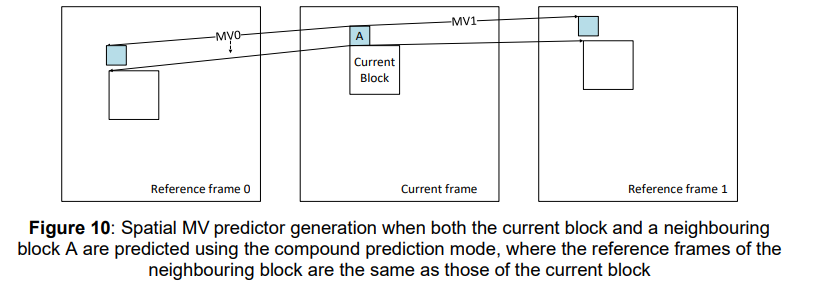 MV0
MV1
A
Current
Block
Reference frame 0
Current frame
Reference frame 1
Figure 10: Spatial MV predictor generation when both the current block and a neighbouring
block A are predicted using the compound prediction mode, where the reference frames of the
neighbouring block are the same as those of the current block